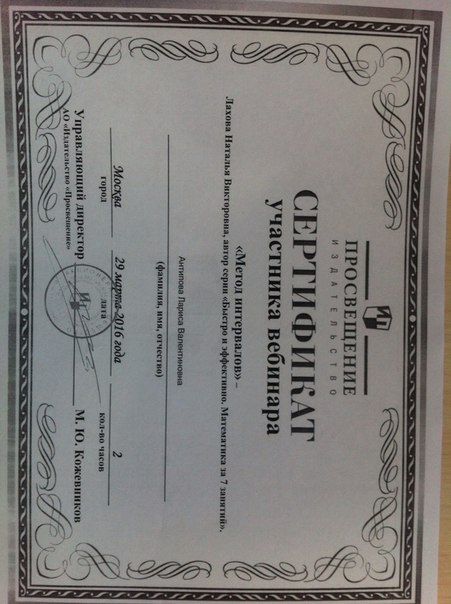 ПРОСВЕЩЕНИЕ
ИЗДАТЕЛЬСТВО
СЕРТИФИКАТ
участника вебинара
«Метод интервалов» –
Лахова Наталья Викторовна, автор серии «Быстро и эффективно. Математика за 7 занятий».
Антипова Лариса Валентиновна
(фамилия, имя, отчество)
Москва 29 марта 2016 года 2
город дата кол-во часов
Управляющий директор М. Ю. Кожевников
АО «Издательство «Просвещение»